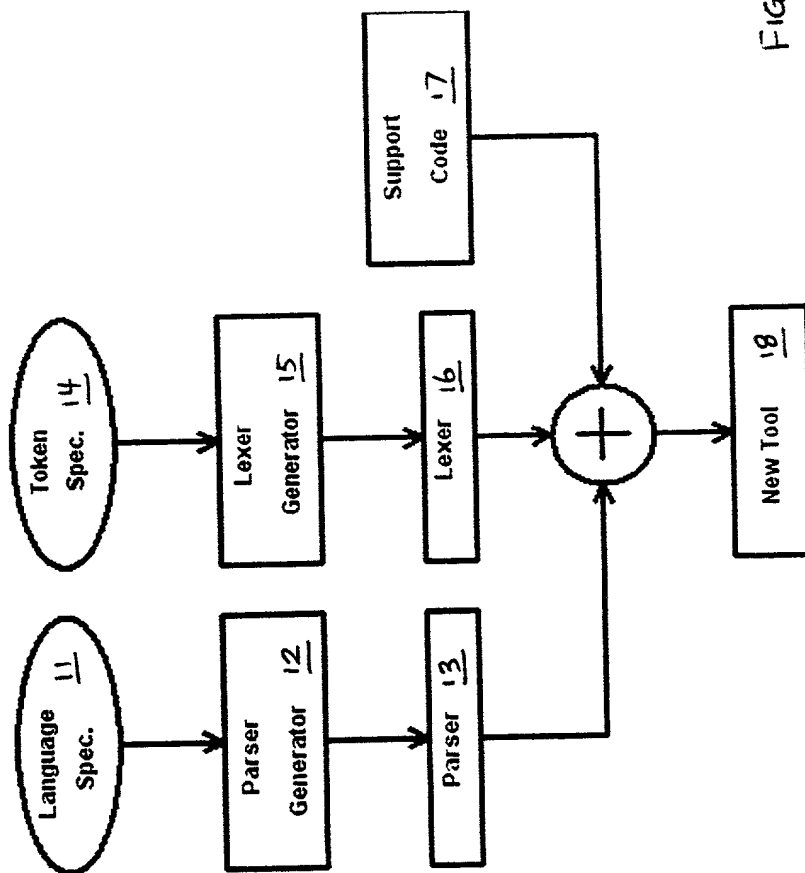 Language
Spec. 11
Parser
Generator 12
Parser 13
Token
Spec. 14
Lexer
Generator 15
Lexer 16
Support
Code 17
New Tool 18
FIG